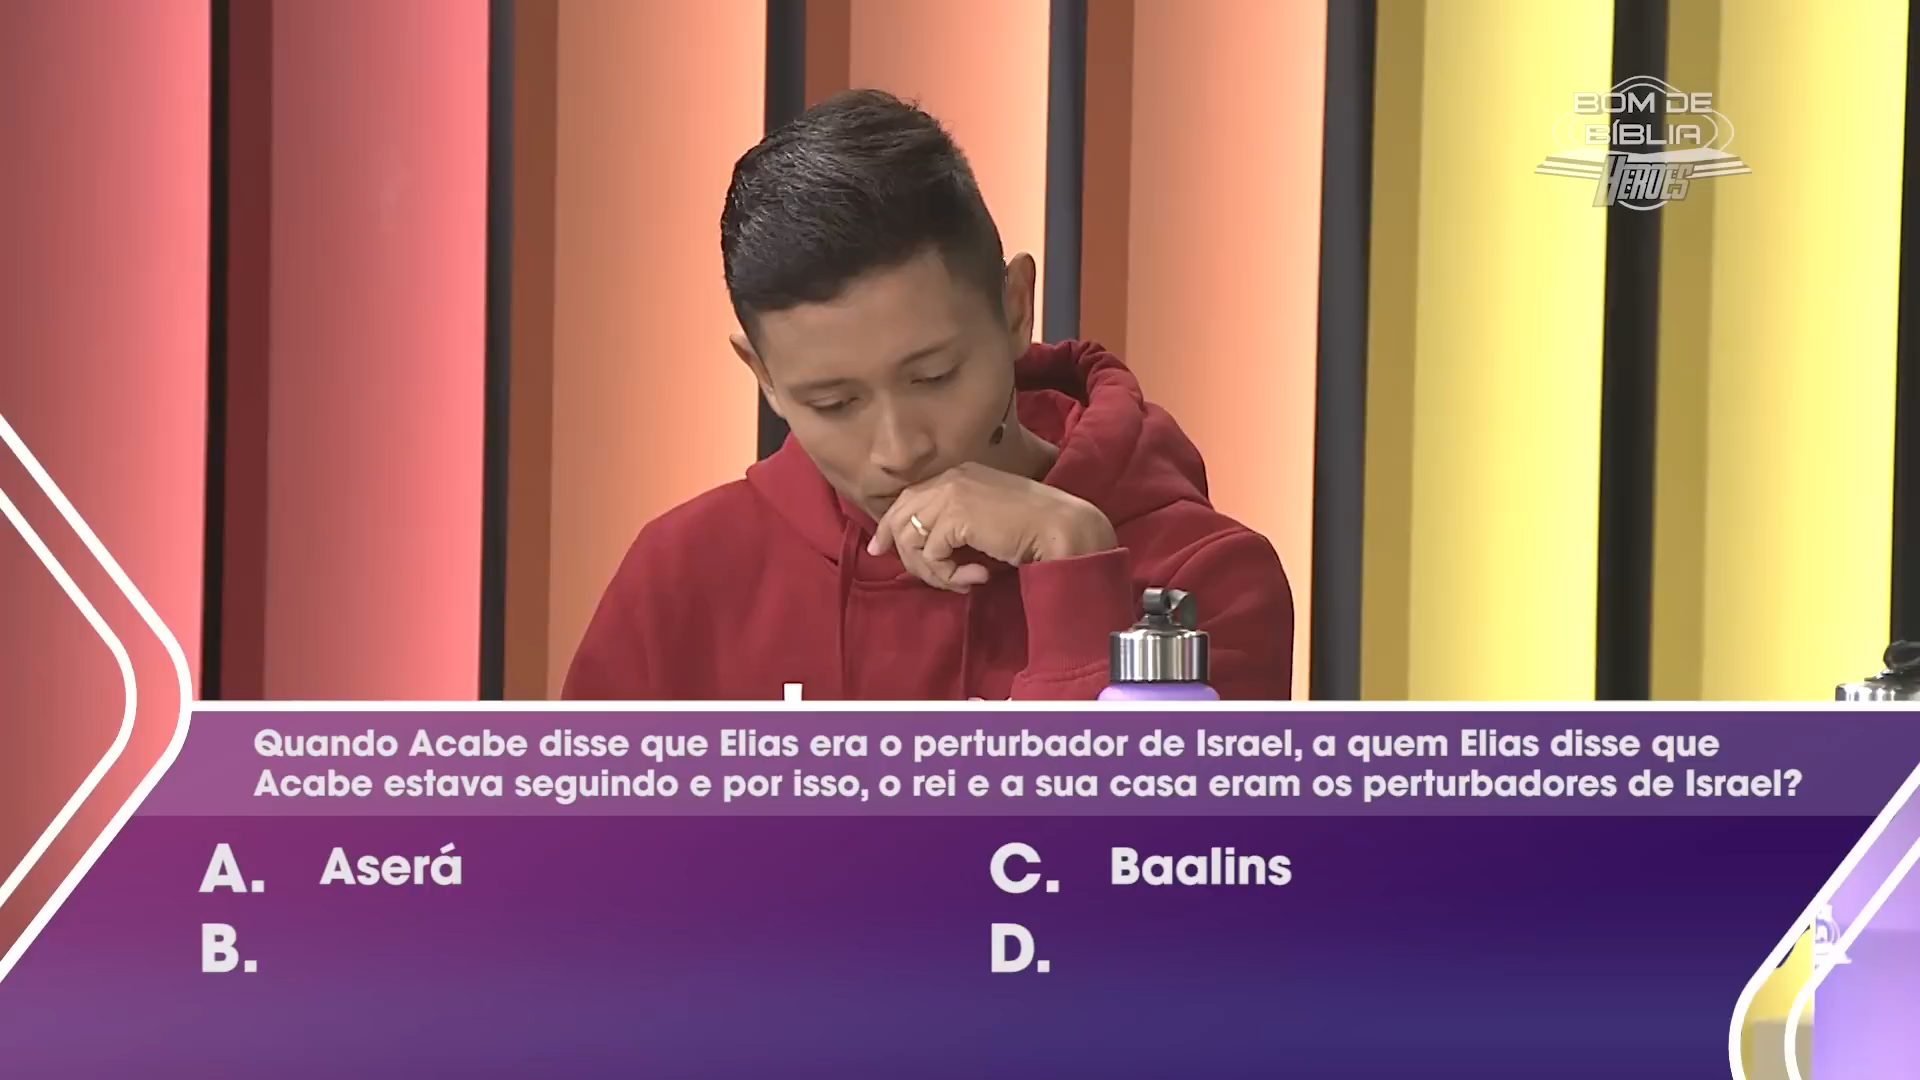 BOM DE
BÍBLIA
HEROES
Quando Acabe disse que Elias era o perturbador de Israel, a quem Elias disse que
Acabe estava seguindo e por isso, o rei e a sua casa eram os perturbadores de Israel?
A. Aserá
C. Baalins
B.
D.